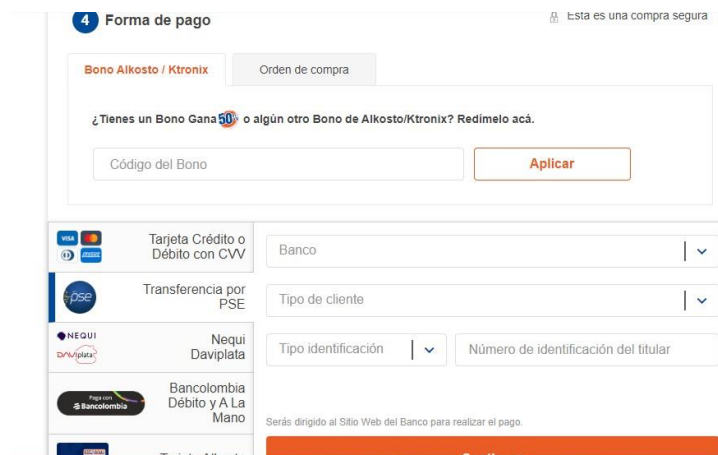 4 Forma de pago
Esta es una compra segura
Bono Alkosto / Ktronix
Orden de compra
¿Tienes un Bono Gana 50 o algún otro Bono de Alkosto/Ktronix? Redímelo acá.
Código del Bono
Aplicar
VISA
Tarjeta Crédito o
Débito con CVV
Banco
pse
Transferencia por
PSE
Tipo de cliente
NEQUI
DAVIplata
Nequi
Daviplata
Tipo identificación
Número de identificación del titular
Paga con
Bancolombia
Bancolombia
Débito y A La
Mano
Serás dirigido al Sitio Web del Banco para realizar el pago.